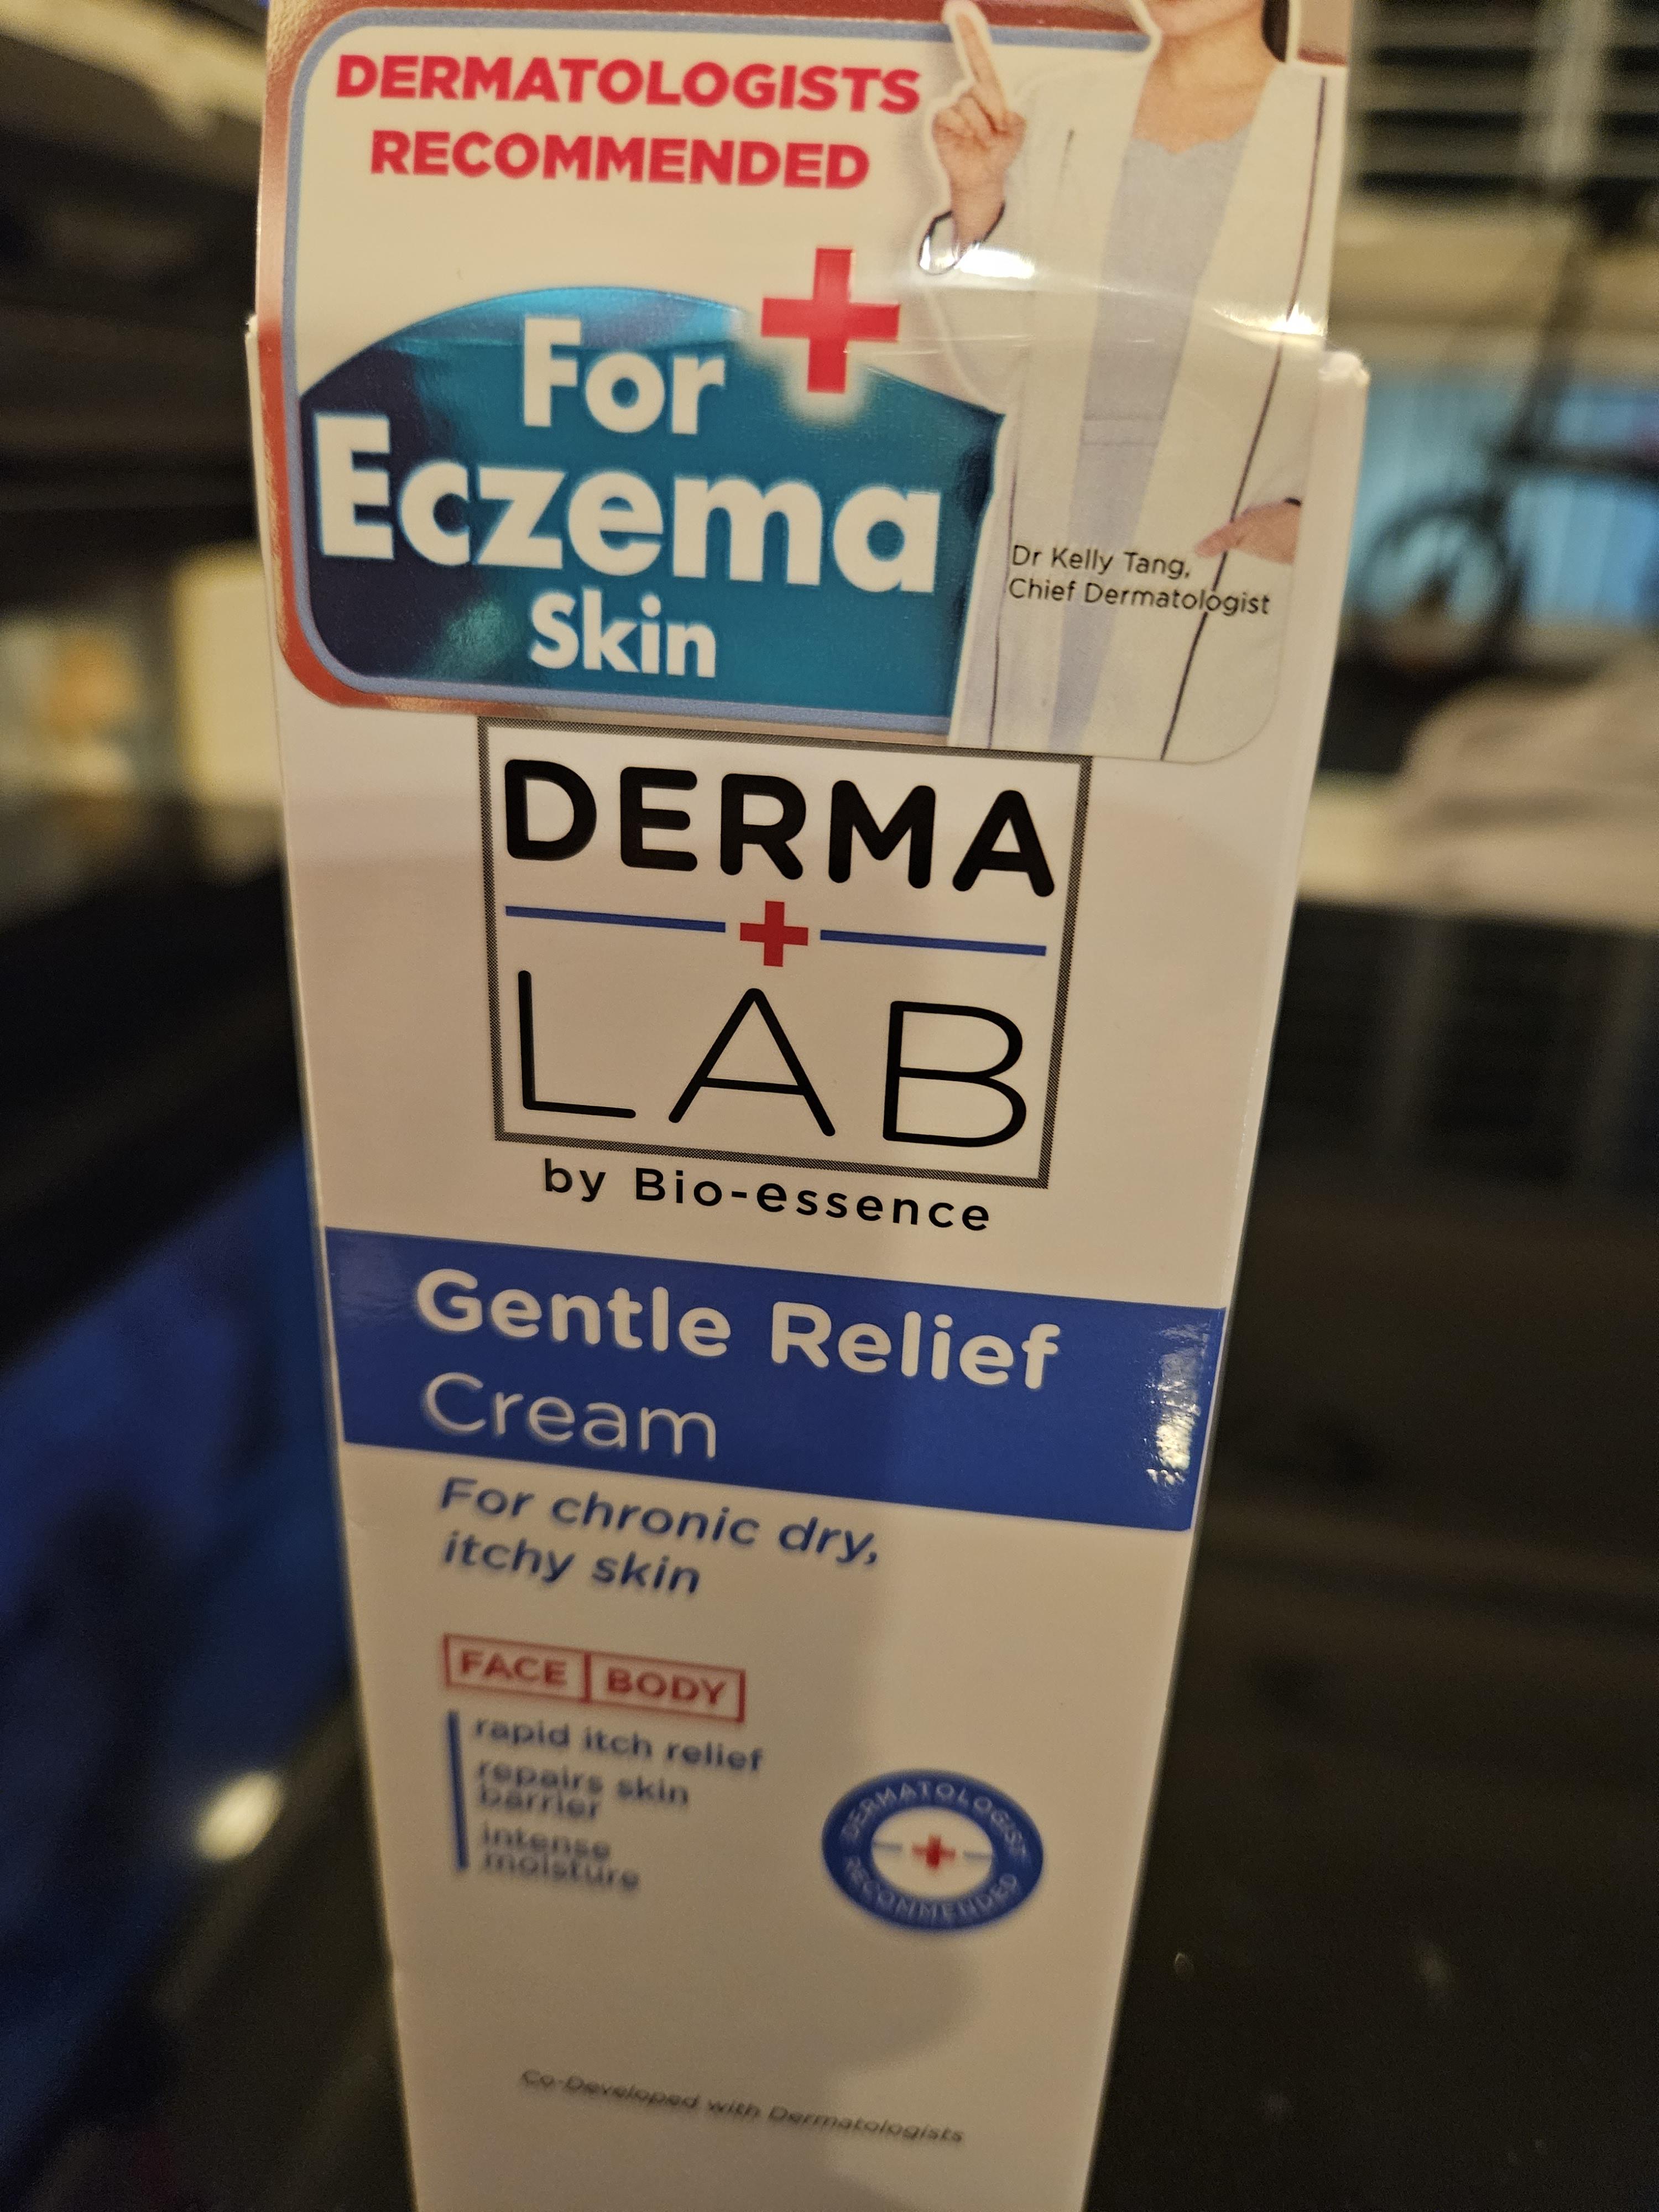 DERMATOLOGISTS
RECOMMENDED
For
Eczema
Skin
Dr Kelly Tang,
Chief Dermatologist
DERMA
LAB
by Bio-essence
Gentle Relief
Cream
For chronic dry,
itchy skin
FACE BODY
rapid itch relief
repairs skin
barrier
intense
moisture
DERMATOLOGIST
RECOMMENDED
Co-Developed with Dermatologists